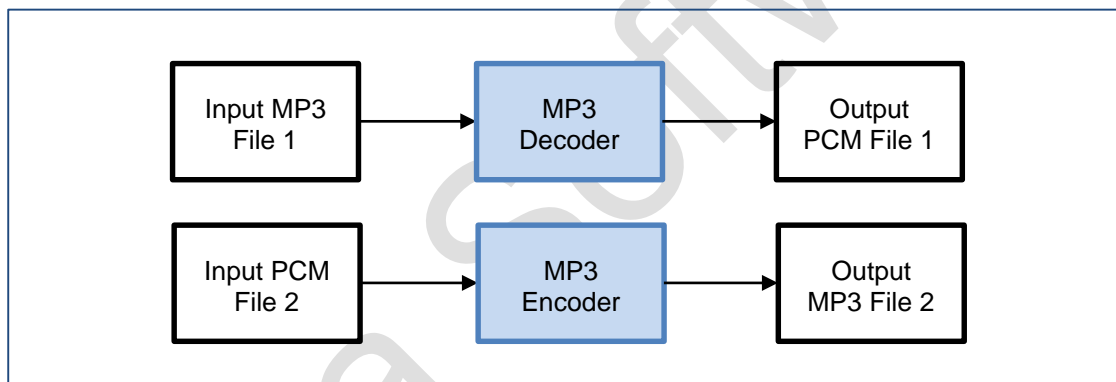 Input MP3
File 1
MP3
Decoder
Output
PCM File 1
Input PCM
File 2
MP3
Encoder
Output
MP3 File 2